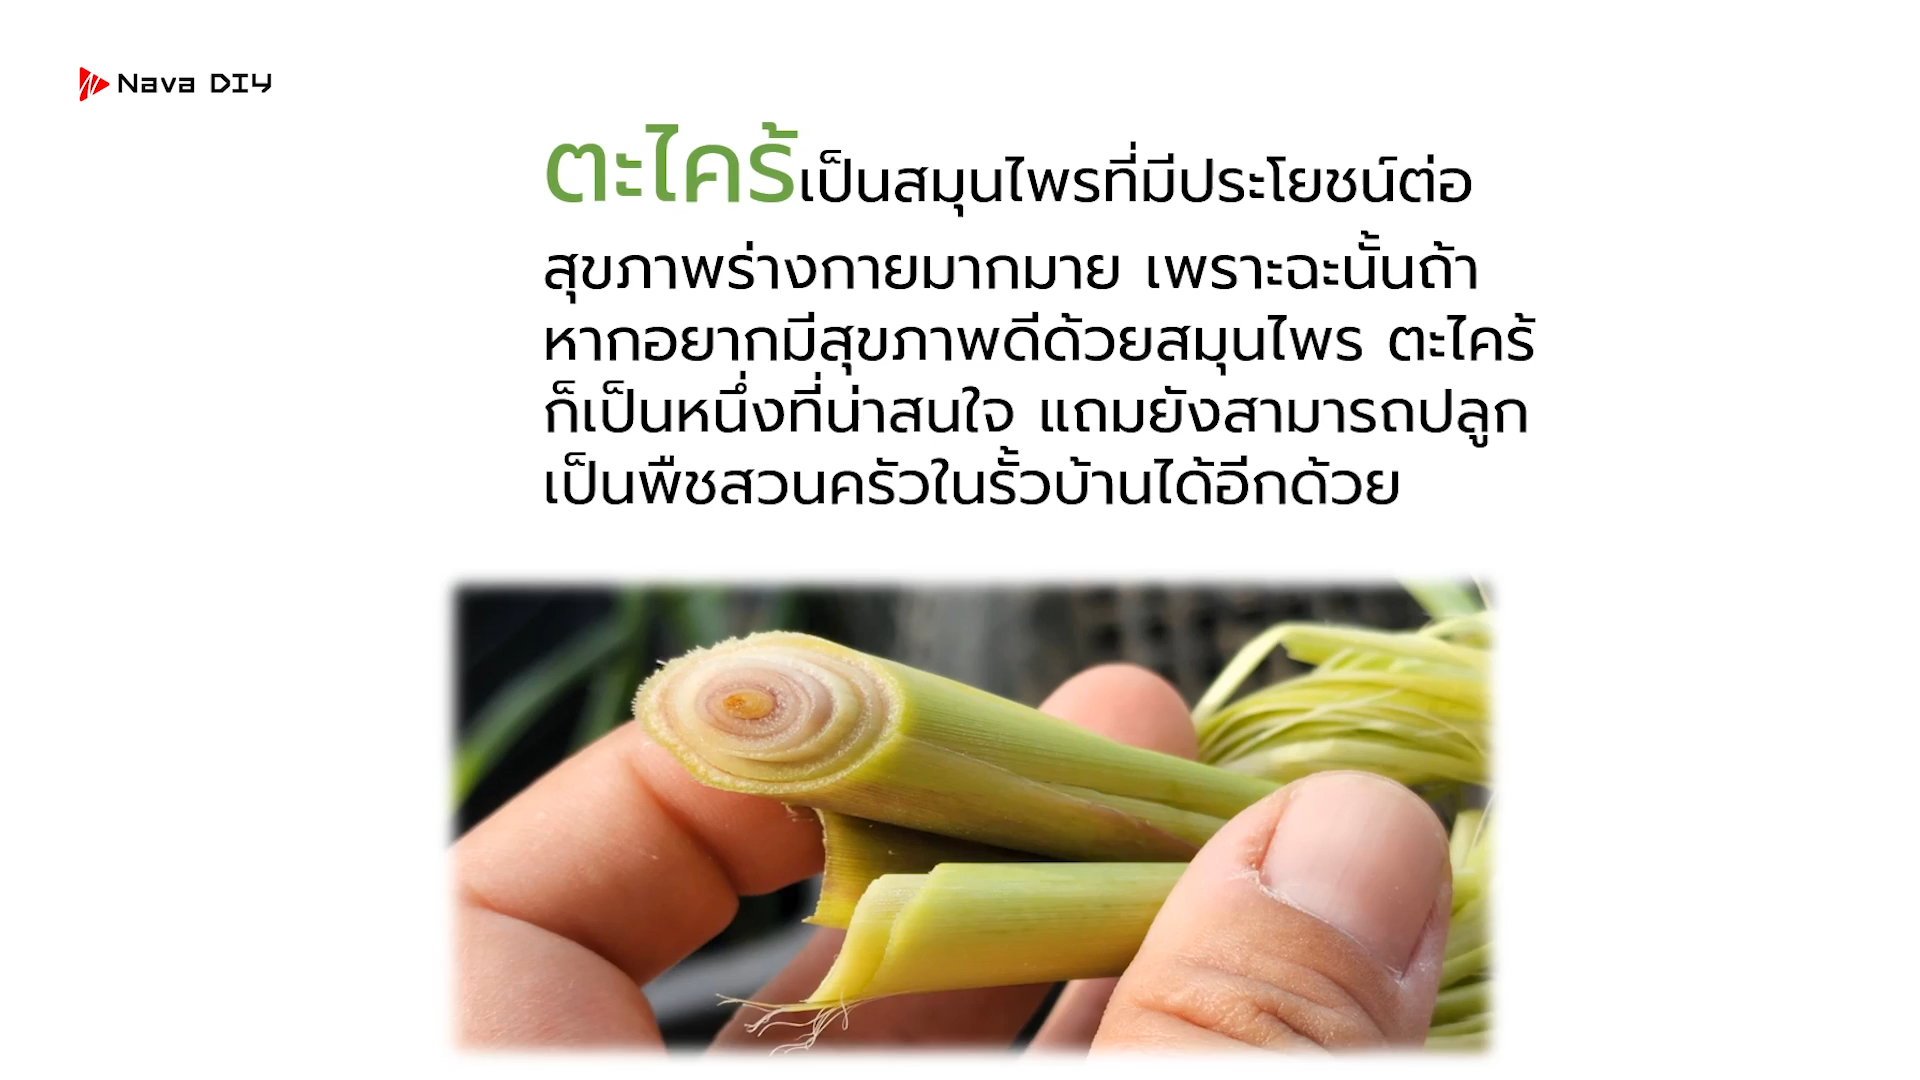 Nava DIY
ตะไคร้เป็นสมุนไพรที่มีประโยชน์ต่อ
สุขภาพร่างกายมากมาย เพราะฉะนั้นถ้า
หากอยากมีสุขภาพดีด้วยสมุนไพร ตะไคร้
ก็เป็นหนึ่งที่น่าสนใจ แถมยังสามารถปลูก
เป็นพืชสวนครัวในรั้วบ้านได้อีกด้วย